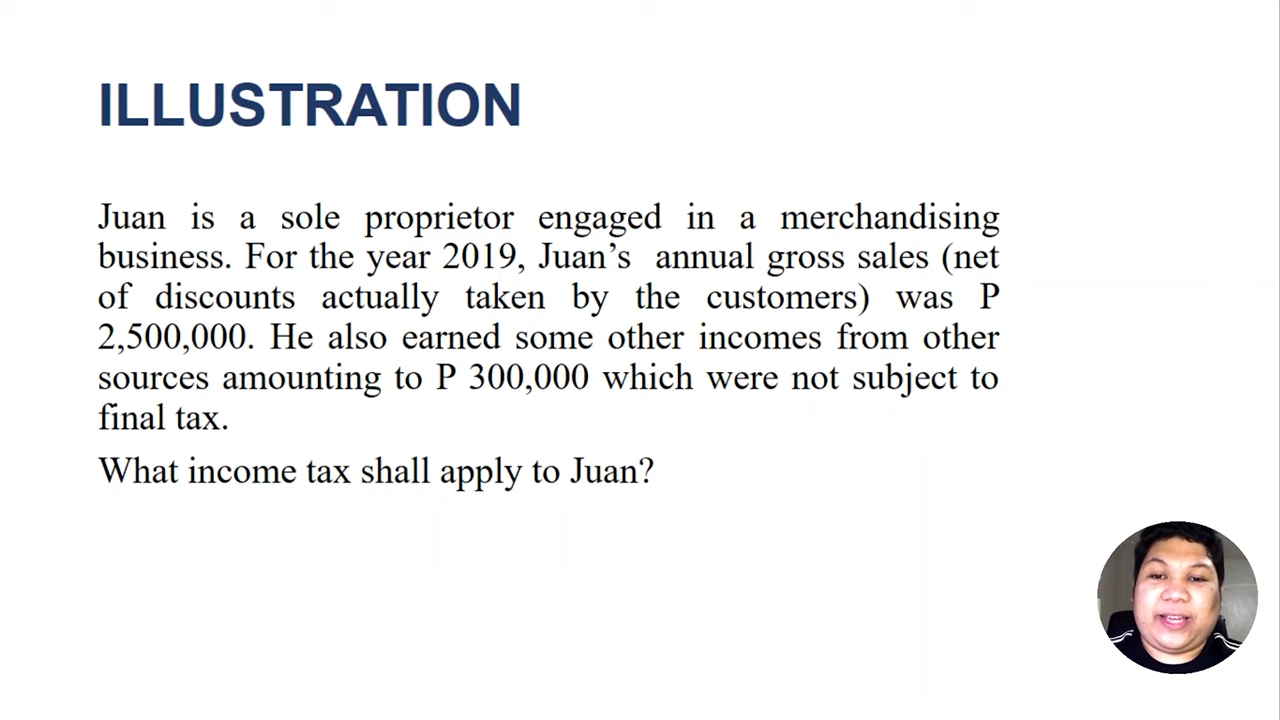 ILLUSTRATION
Juan is a sole proprietor engaged in a merchandising
business. For the year 2019, Juan’s annual gross sales (net
of discounts actually taken by the customers) was P
2,500,000. He also earned some other incomes from other
sources amounting to P 300,000 which were not subject to
final tax.
What income tax shall apply to Juan?